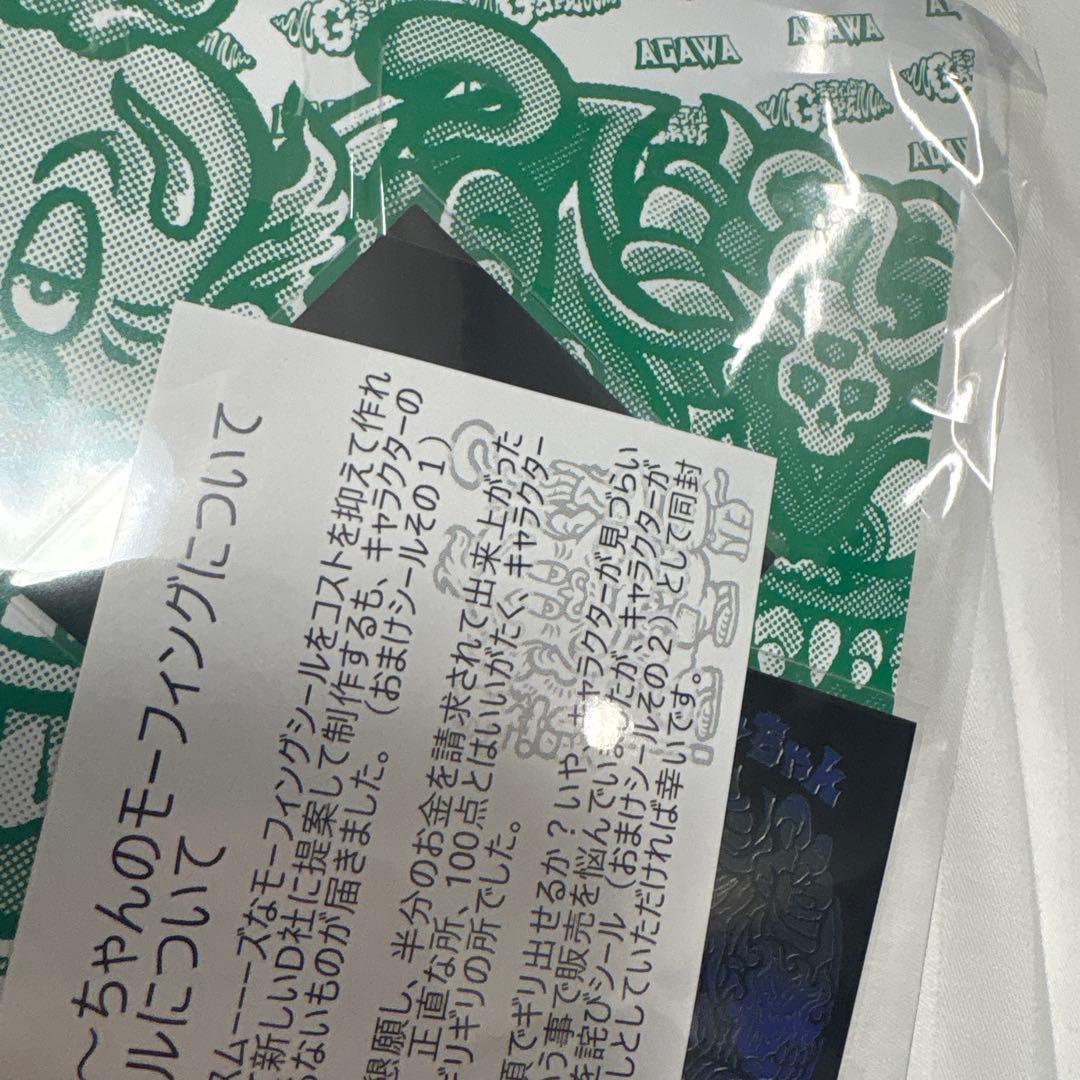 AGAWA
AGAWA
〜ちゃんのモーフィングについて
ルについて
スムーーーズなモーフィングシールをコストを抑えて作れ
新しいD社に提案して制作するも、キャラクターの
ないものが届きました。（おまけシールその１）
懇願し、半分のお金を請求されて出来上がった
正直な所、100点とはいいがたく、キャラクター
ギリの所でした。
でギリ出せるか？いや、キャラクターが見づらい
う事で販売を悩んでいましたが、キャラクターが
を詫びシール（おまけシールその２）として同封
しとしていただければ幸いです。
ちゃん